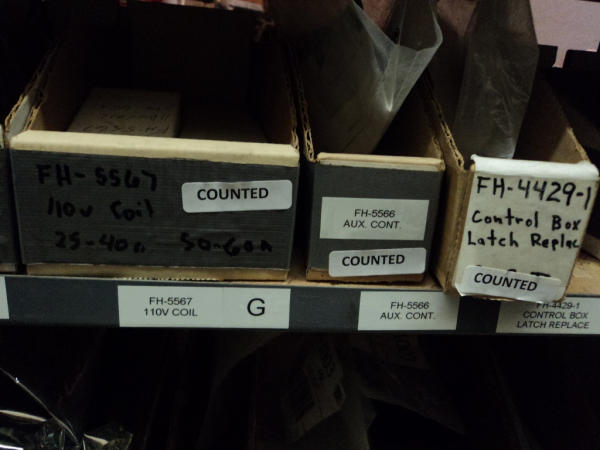 FH-5567
110V Coil
25-40A 50-60A
COUNTED
FH-5566
AUX. CONT.
COUNTED
FH-4429-1
Control Box
Latch Replac
COUNTED
FH-5567
110V COIL
G
FH-5566
AUX. CONT.
FH-4429-1
CONTROL BOX
LATCH REPLACE